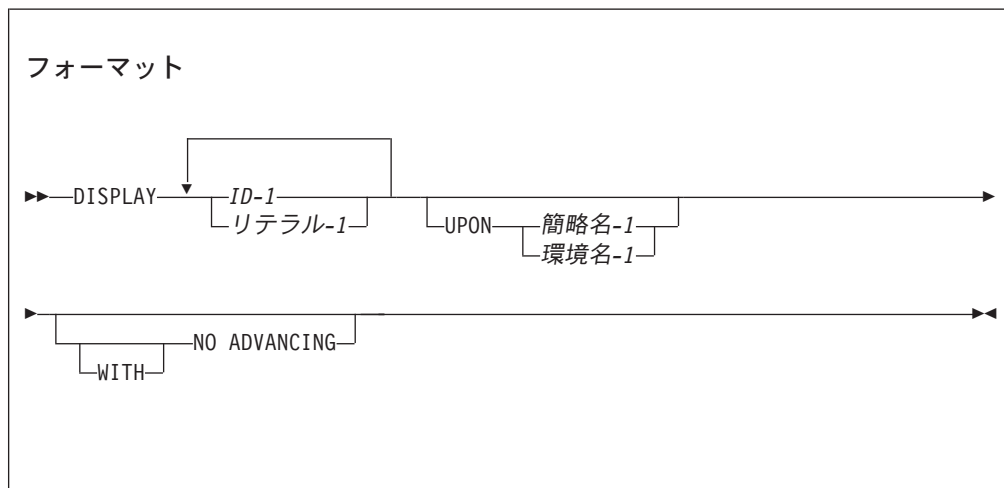 フォーマット
DISPLAY ID-1
リテラル-1
UPON 簡略名-1
環境名-1
NO ADVANCING
WITH